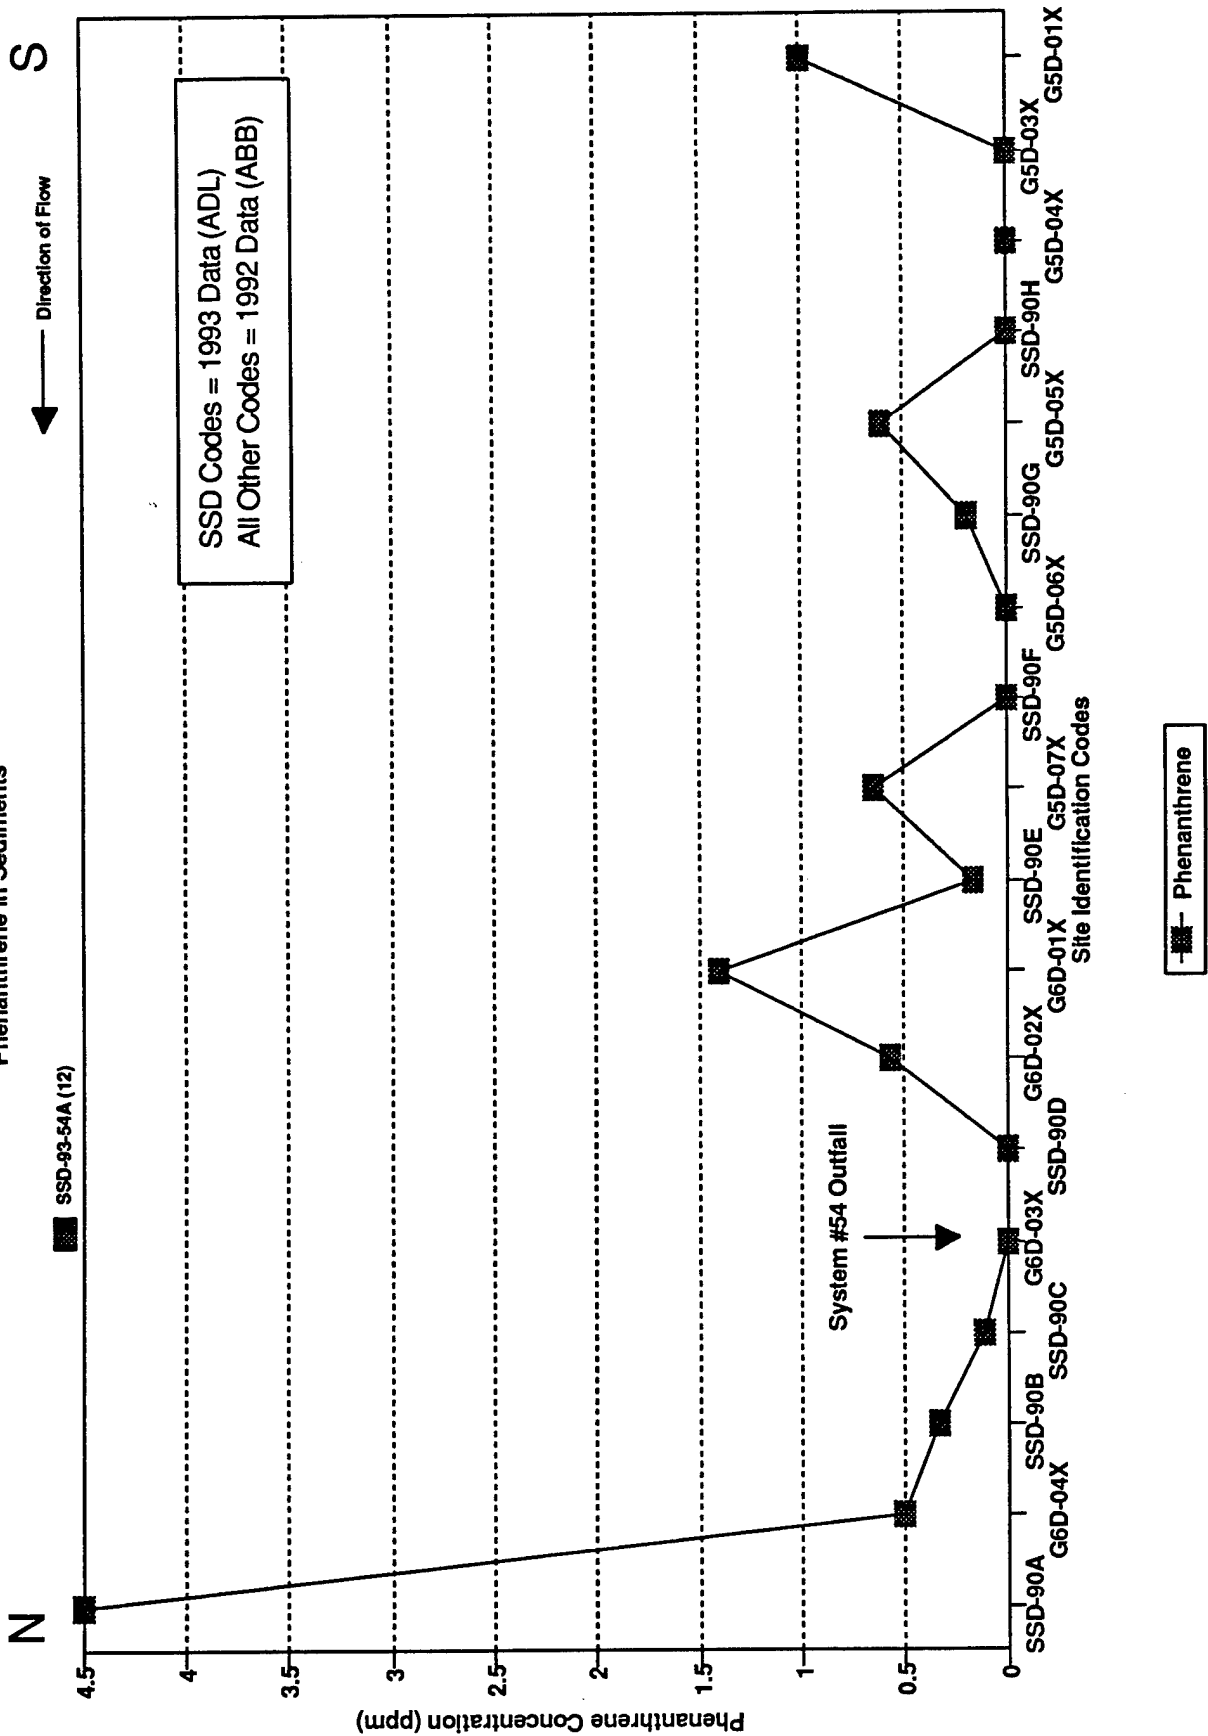 Phenanthrene in Sediments
N
S
Direction of Flow
SSD-93-54A (12)
SSD Codes = 1993 Data (ADL)
All Other Codes = 1992 Data (ABB)
System #54 Outfall
Phenanthrene Concentration (ppm)
4.5
4
3.5
3
2.5
2
1.5
1
0.5
0
SSD-90A
G6D-04X
SSD-90B
SSD-90C
G6D-03X
SSD-90D
G6D-02X
G6D-01X
SSD-90E
G5D-07X
SSD-90F
G5D-06X
SSD-90G
G5D-05X
SSD-90H
G5D-04X
G5D-03X
G5D-01X
Site Identification Codes
Phenanthrene